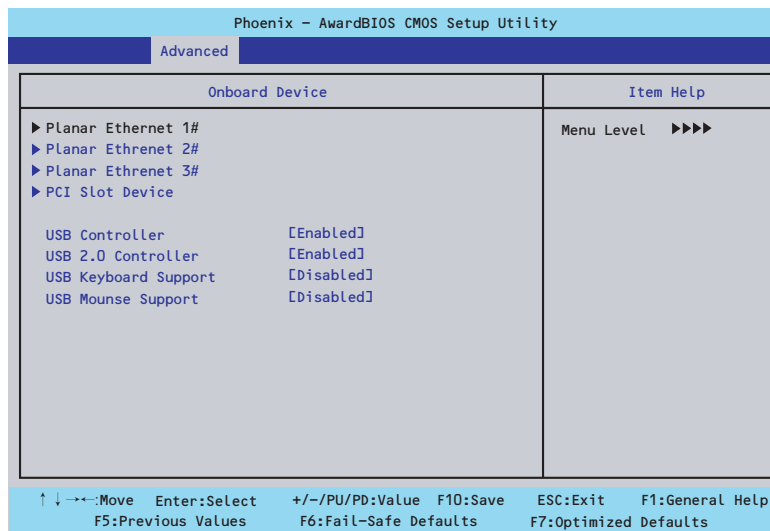 Phoenix - AwardBIOS CMOS Setup Utility
Advanced
Onboard Device
Item Help
▶ Planar Ethernet 1#
Menu Level ▶▶▶▶
▶ Planar Ethrenet 2#
▶ Planar Ethrenet 3#
▶ PCI Slot Device
USB Controller [Enabled]
USB 2.0 Controller [Enabled]
USB Keyboard Support [Disabled]
USB Mounse Support [Disabled]
↑↓→←:Move Enter:Select +/-/PU/PD:Value F10:Save ESC:Exit F1:General Help
F5:Previous Values F6:Fail-Safe Defaults F7:Optimized Defaults